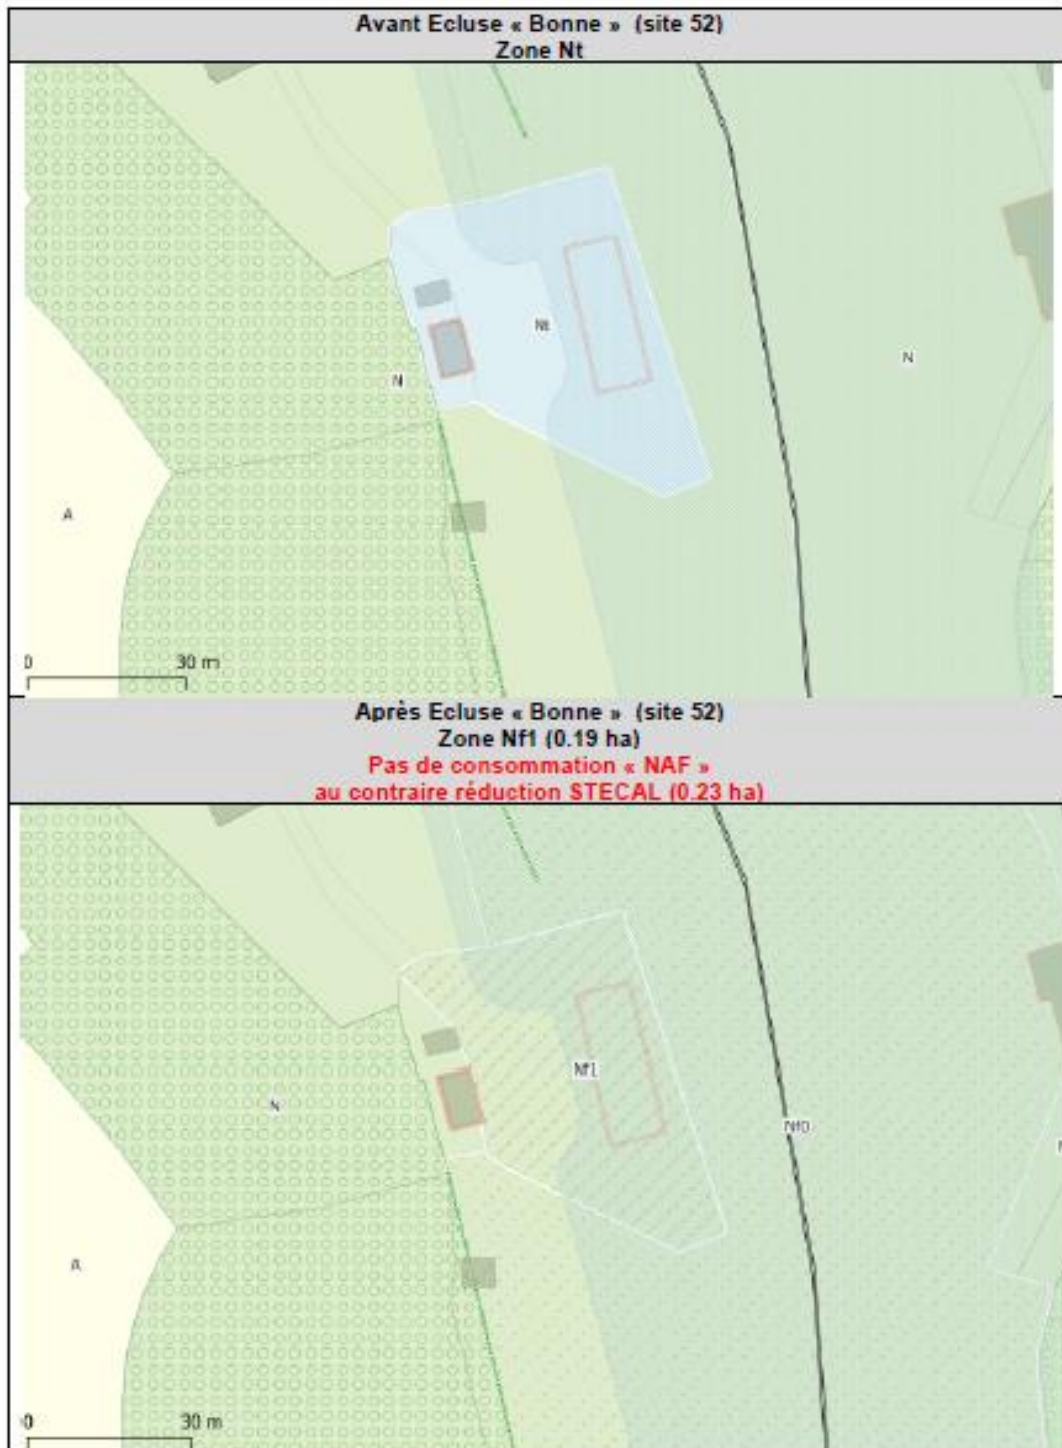 Avant Ecluse « Bonne » (site 52)
Zone Nt
Nt
N
N
A
0 30 m
Après Ecluse « Bonne » (site 52)
Zone Nf1 (0.19 ha)
Pas de consommation « NAF »
au contraire réduction STECAL (0.23 ha)
Nf1
N
Nf0
A
0 30 m